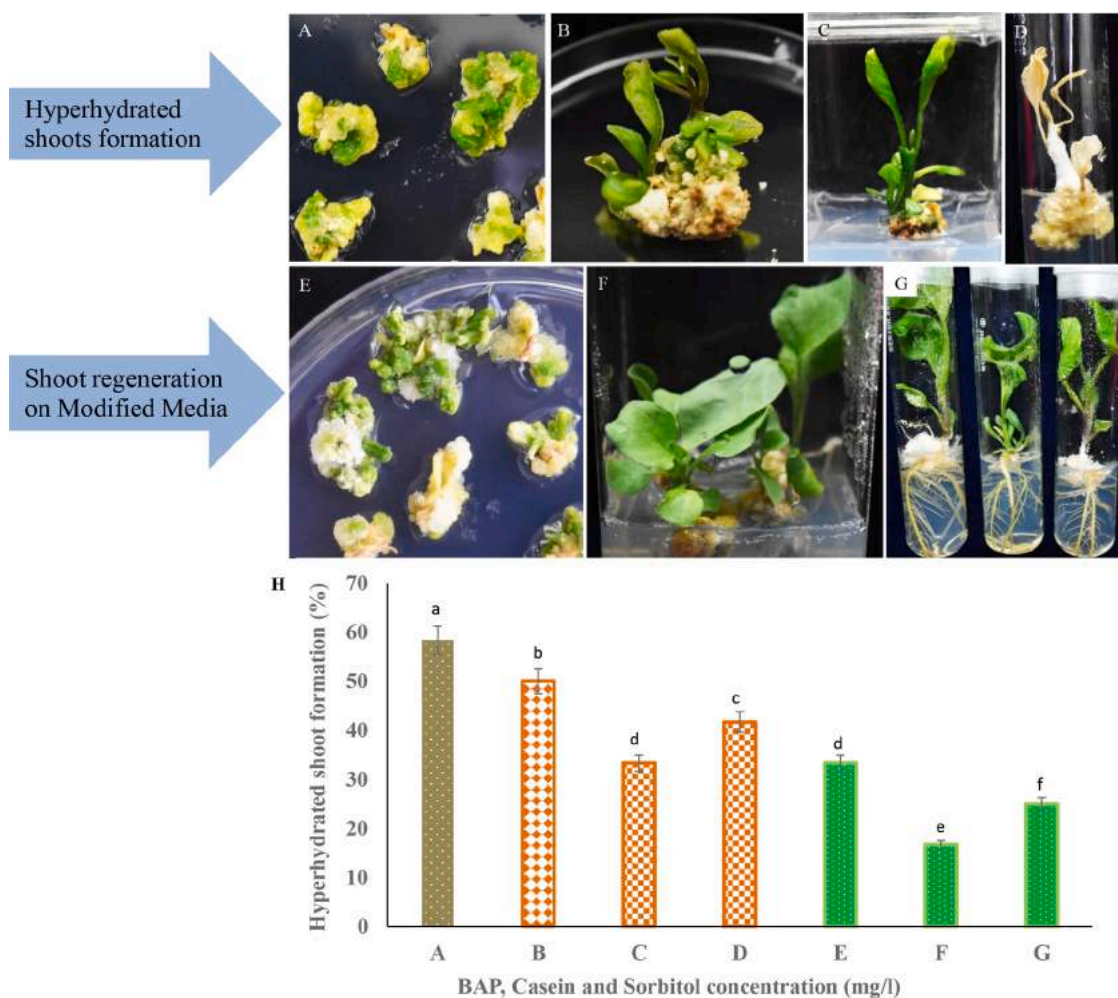 A
B
C
D
Hyperhydrated
shoots formation
E
F
G
Shoot regeneration
on Modified Media
H
Hyperhydrated shoot formation (%)
70
60
50
40
30
20
10
0
a
b
d
c
d
e
f
A B C D E F G
BAP, Casein and Sorbitol concentration (mg/l)